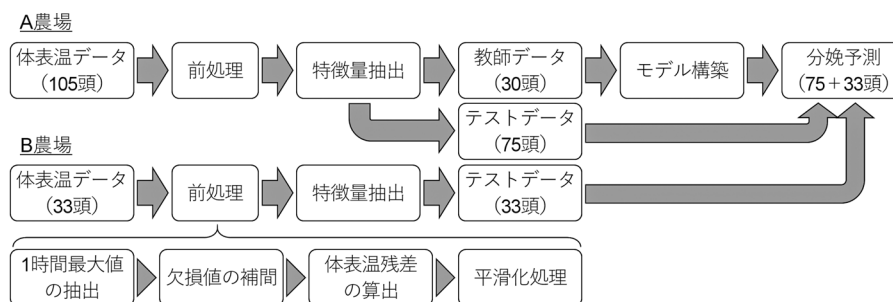 A農場
体表温データ
(105頭)
前処理
特徴量抽出
教師データ
(30頭)
モデル構築
分娩予測
(75+33頭)
テストデータ
(75頭)
B農場
体表温データ
(33頭)
前処理
特徴量抽出
テストデータ
(33頭)
1時間最大値
の抽出
欠損値の補間
体表温残差
の算出
平滑化処理